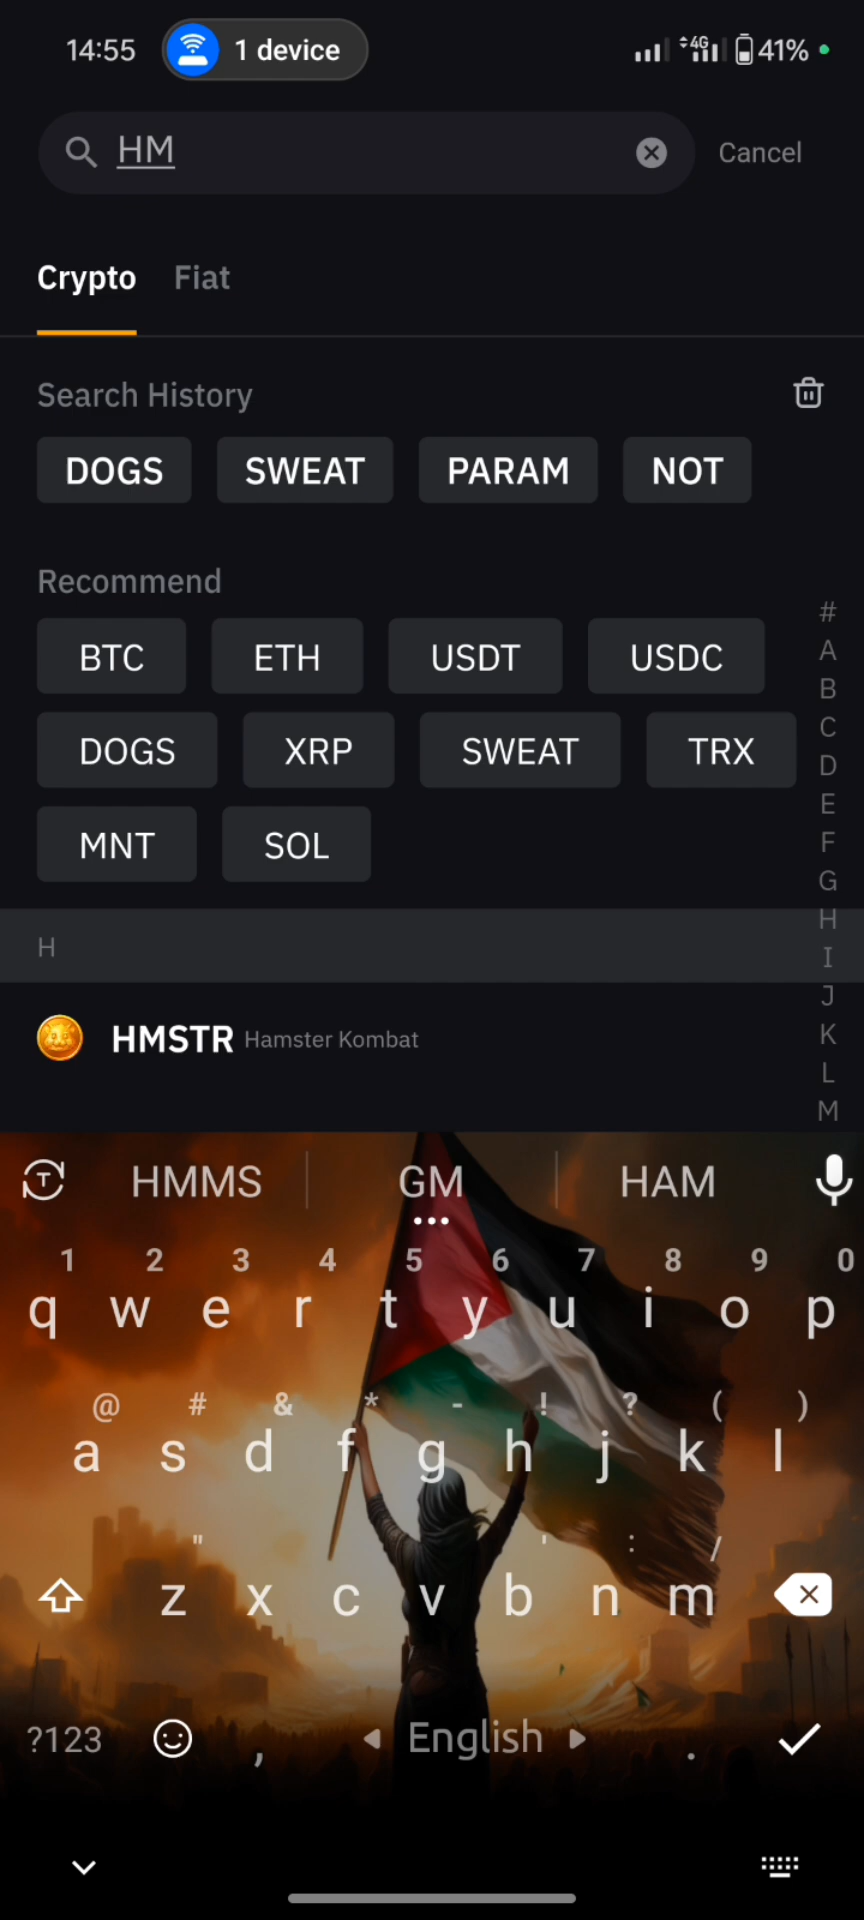 14:55 1 device 4G 41%
HM Cancel
Crypto Fiat
Search History
DOGS SWEAT PARAM NOT
Recommend
BTC ETH USDT USDC
DOGS XRP SWEAT TRX
MNT SOL
#
A
B
C
D
E
F
G
H
I
J
K
L
M
H
HMSTR Hamster Kombat
T HMMS GM HAM
1 2 3 4 5 6 7 8 9 0
q w e r t y u i o p
@ # & * - ! ? ( )
a s d f g h j k l
" ' : /
z x c v b n m
?123 , English .